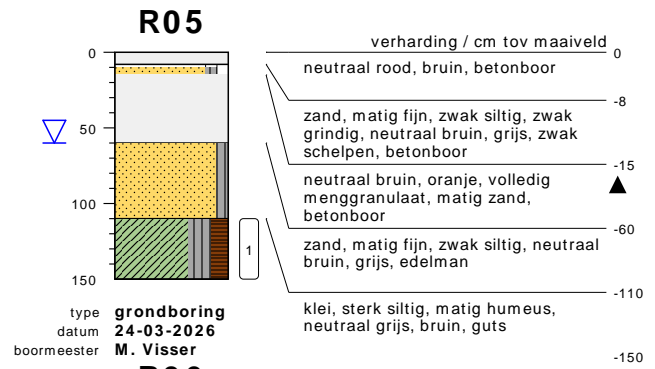 R05
verharding / cm tov maaiveld
0
0
neutraal rood, bruin, betonboor
-8
zand, matig fijn, zwak siltig, zwak
grindig, neutraal bruin, grijs, zwak
schelpen, betonboor
50
-15
neutraal bruin, oranje, volledig
menggranulaat, matig zand,
betonboor
100
-60
zand, matig fijn, zwak siltig, neutraal
bruin, grijs, edelman
1
150
-110
klei, sterk siltig, matig humeus,
neutraal grijs, bruin, guts
-150
type grondboring
datum 24-03-2026
boormeester M. Visser